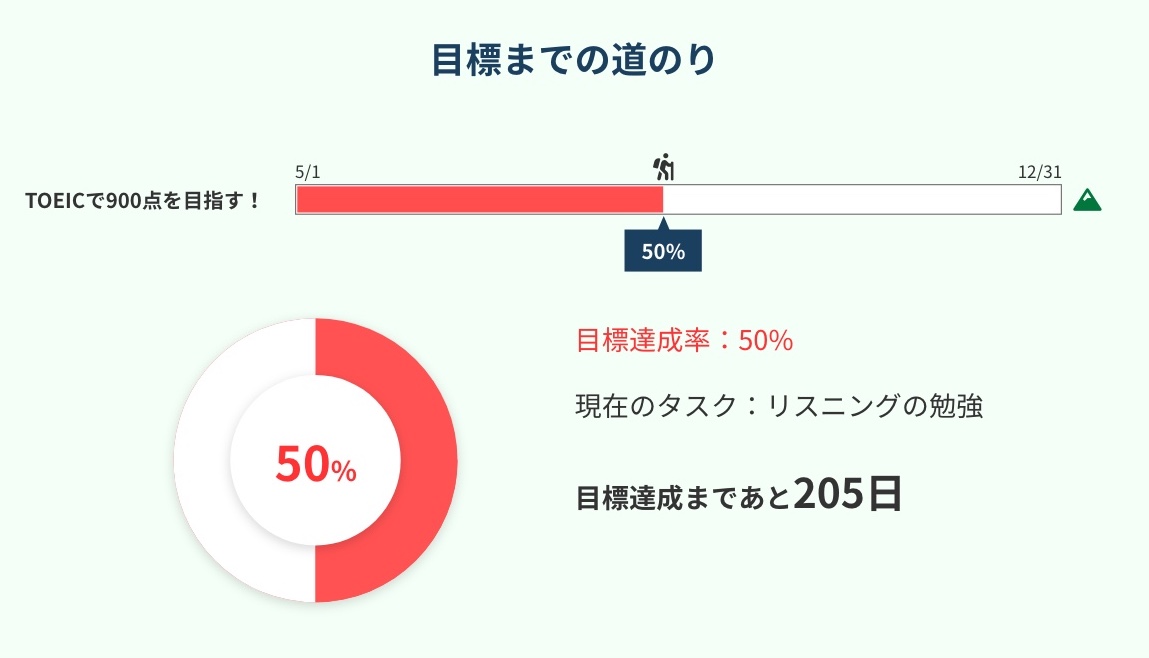 目標までの道のり
5/1
12/31
TOEICで900点を目指す！
50%
50%
目標達成率：50%
現在のタスク：リスニングの勉強
目標達成まであと205日